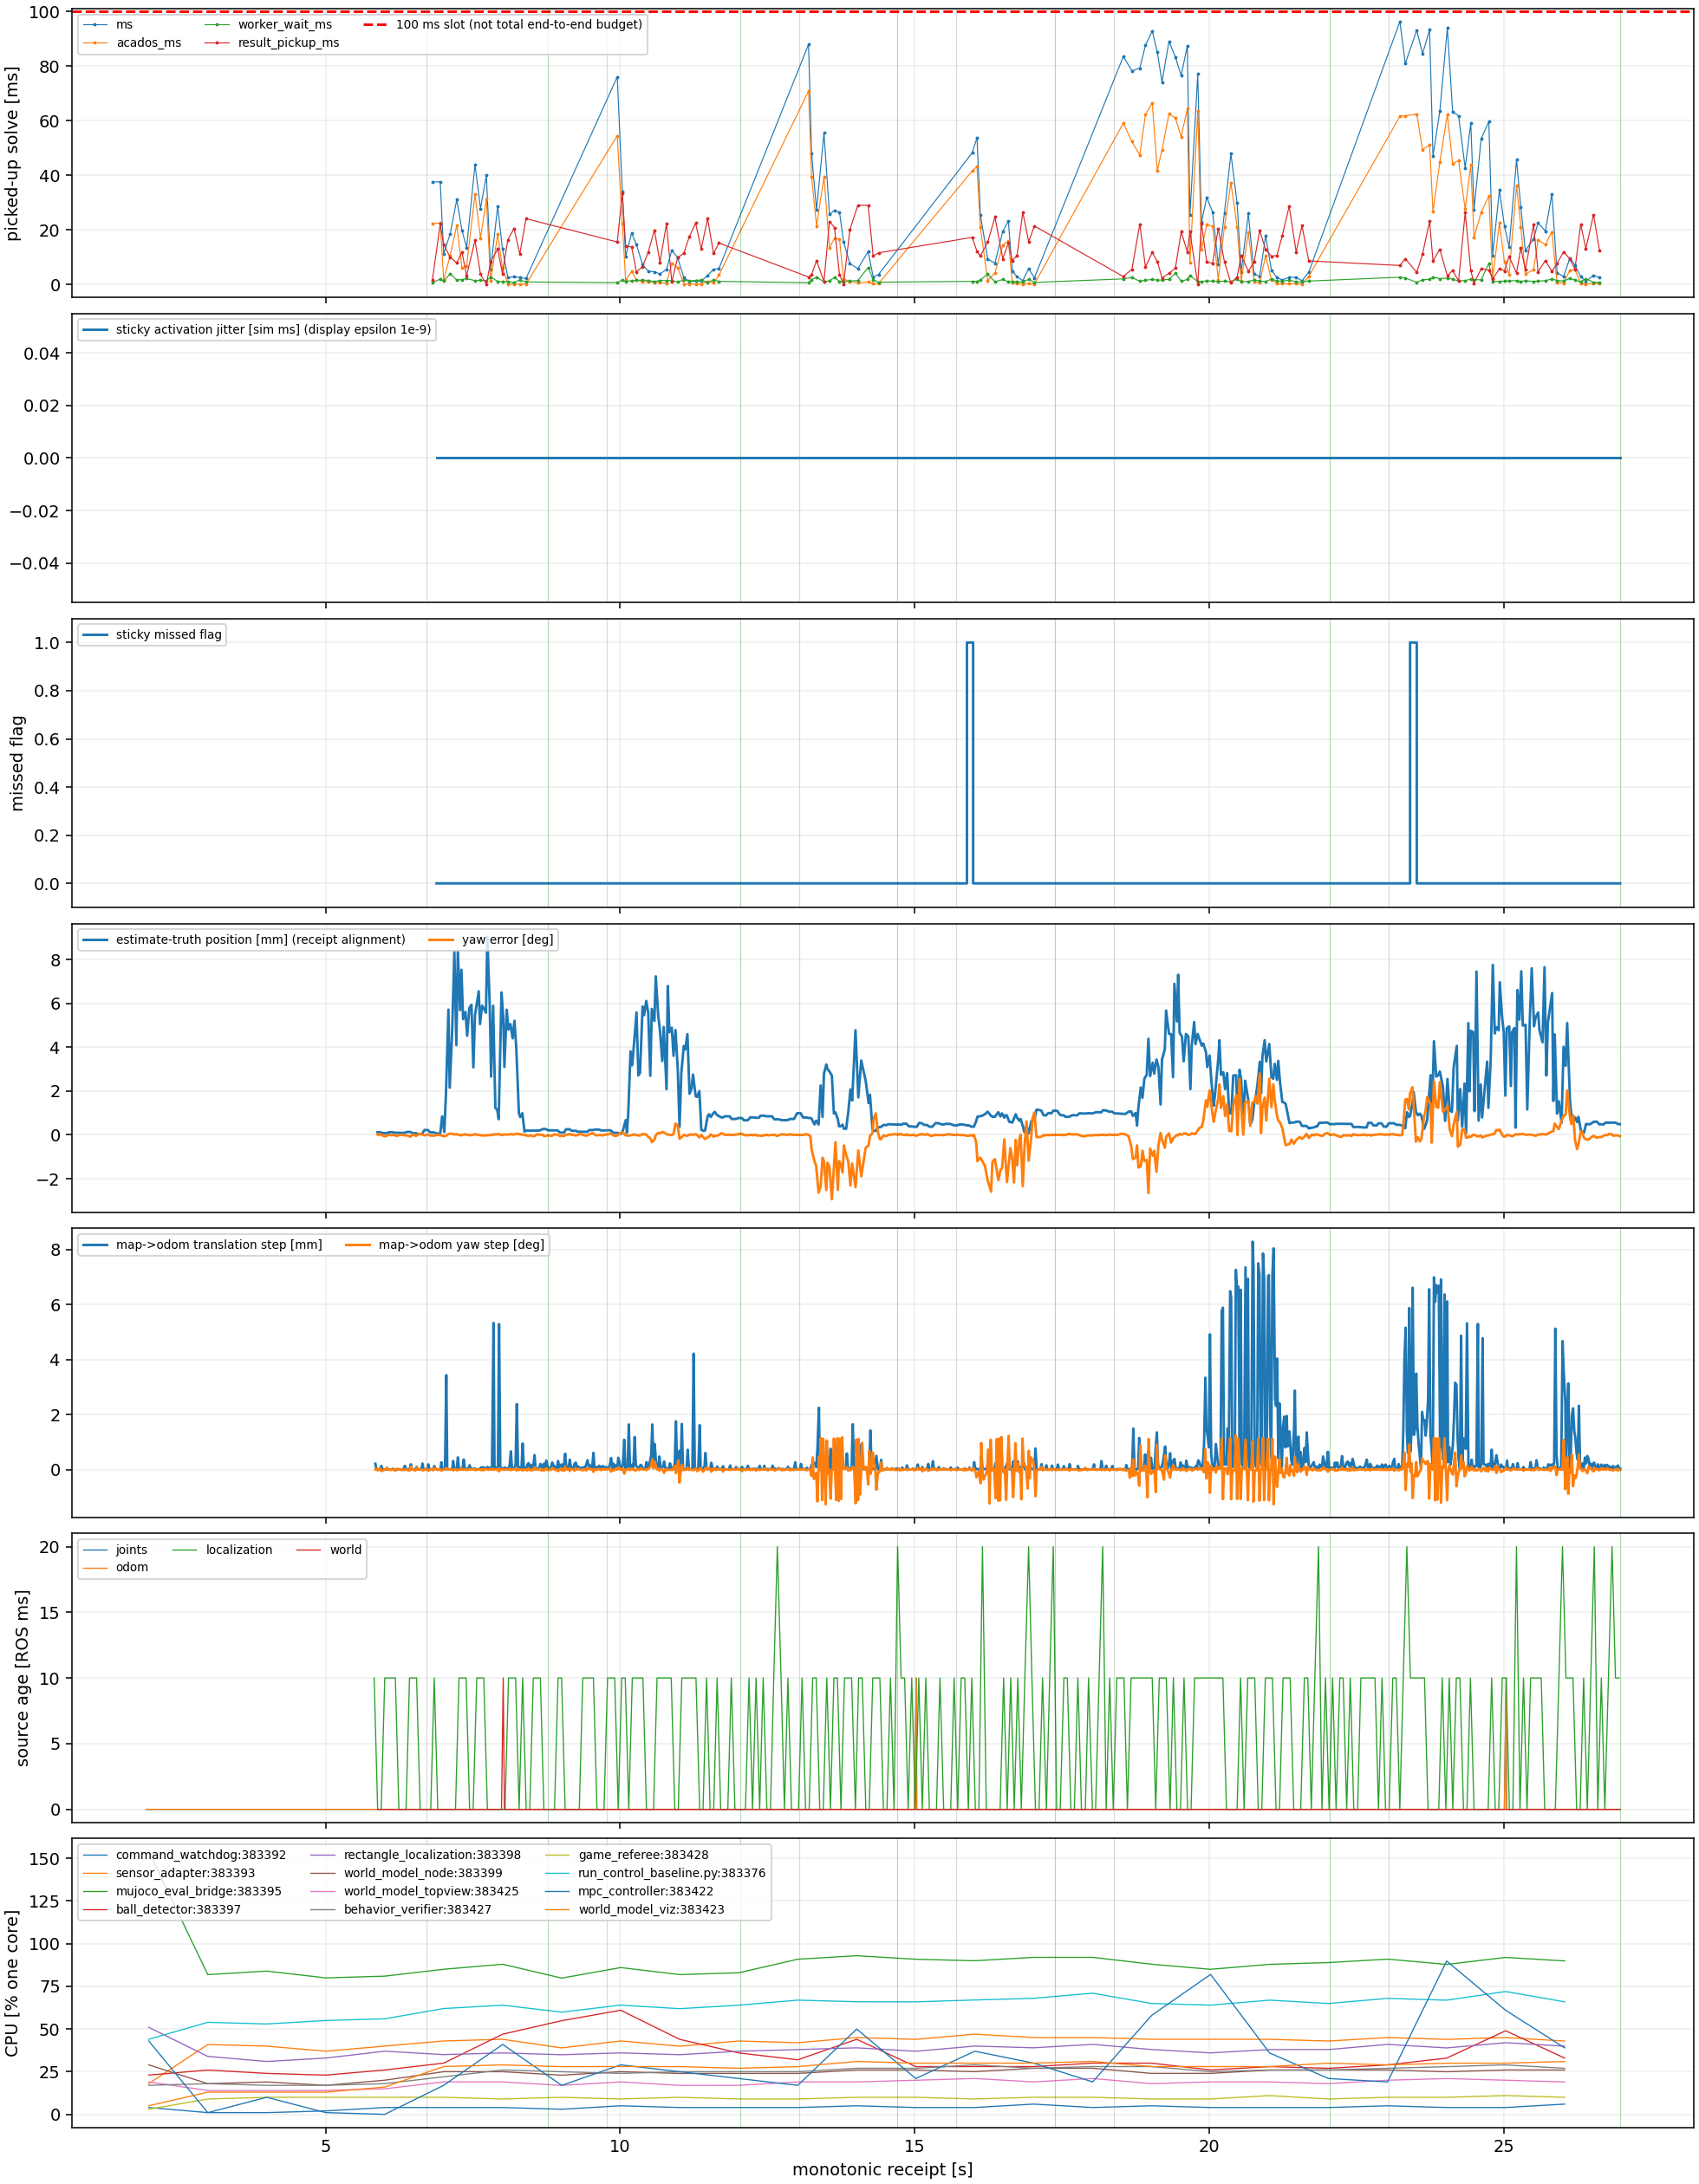 100
80
60
40
20
0
picked-up solve [ms]
ms
acados_ms
worker_wait_ms
result_pickup_ms
100 ms slot (not total end-to-end budget)
sticky activation jitter [sim ms] (display epsilon 1e-9)
0.04
0.02
0.00
−0.02
−0.04
sticky missed flag
1.0
0.8
0.6
0.4
0.2
0.0
missed flag
estimate-truth position [mm] (receipt alignment)
yaw error [deg]
8
6
4
2
0
−2
map->odom translation step [mm]
map->odom yaw step [deg]
8
6
4
2
0
joints
odom
localization
world
20
15
10
5
0
source age [ROS ms]
command_watchdog:383392
sensor_adapter:383393
mujoco_eval_bridge:383395
ball_detector:383397
rectangle_localization:383398
world_model_node:383399
world_model_topview:383425
behavior_verifier:383427
game_referee:383428
run_control_baseline.py:383376
mpc_controller:383422
world_model_viz:383423
150
125
100
75
50
25
0
CPU [% one core]
5
10
15
20
25
monotonic receipt [s]